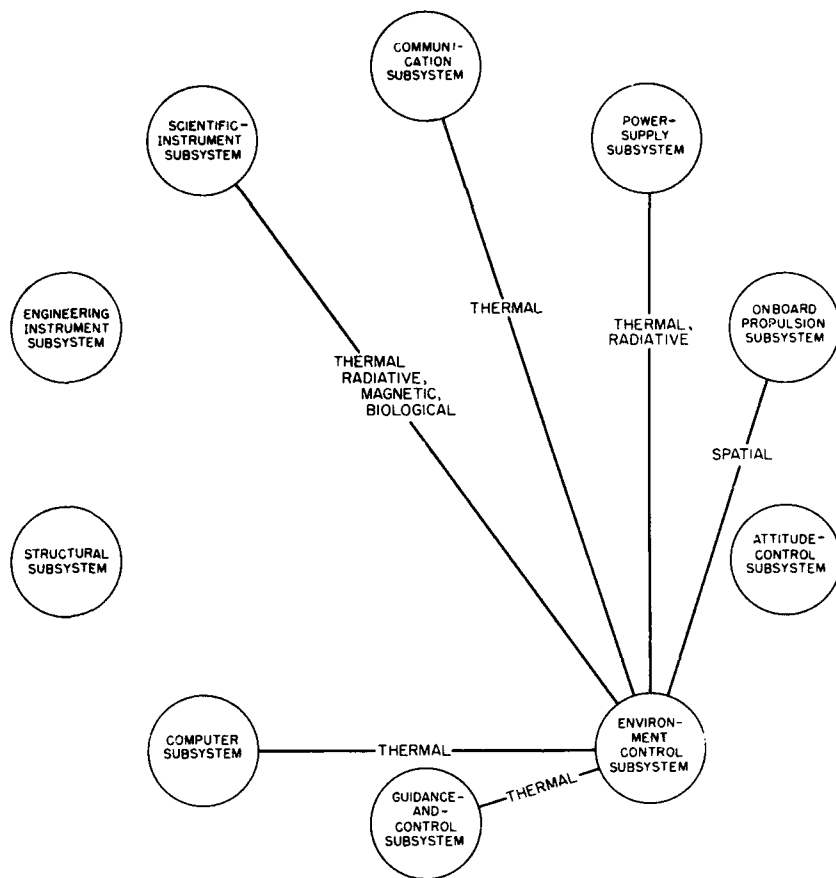 COMMUNI-
CATION
SUBSYSTEM
SCIENTIFIC-
INSTRUMENT
SUBSYSTEM
POWER-
SUPPLY
SUBSYSTEM
ENGINEERING
INSTRUMENT
SUBSYSTEM
THERMAL
THERMAL,
RADIATIVE
ONBOARD
PROPULSION
SUBSYSTEM
THERMAL
RADIATIVE,
MAGNETIC,
BIOLOGICAL
SPATIAL
STRUCTURAL
SUBSYSTEM
ATTITUDE-
CONTROL
SUBSYSTEM
COMPUTER
SUBSYSTEM
THERMAL
ENVIRON-
MENT
CONTROL
SUBSYSTEM
THERMAL
GUIDANCE-
AND-
CONTROL
SUBSYSTEM